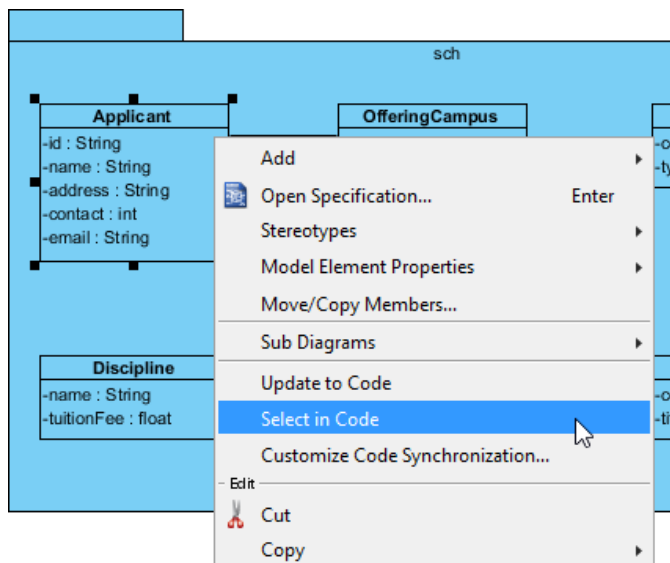 sch
Applicant
-id : String
-name : String
-address : String
-contact : int
-email : String
OfferingCampus
Discipline
-name : String
-tuitionFee : float
Add
Open Specification... Enter
Stereotypes
Model Element Properties
Move/Copy Members...
Sub Diagrams
Update to Code
Select in Code
Customize Code Synchronization...
Edit
Cut
Copy